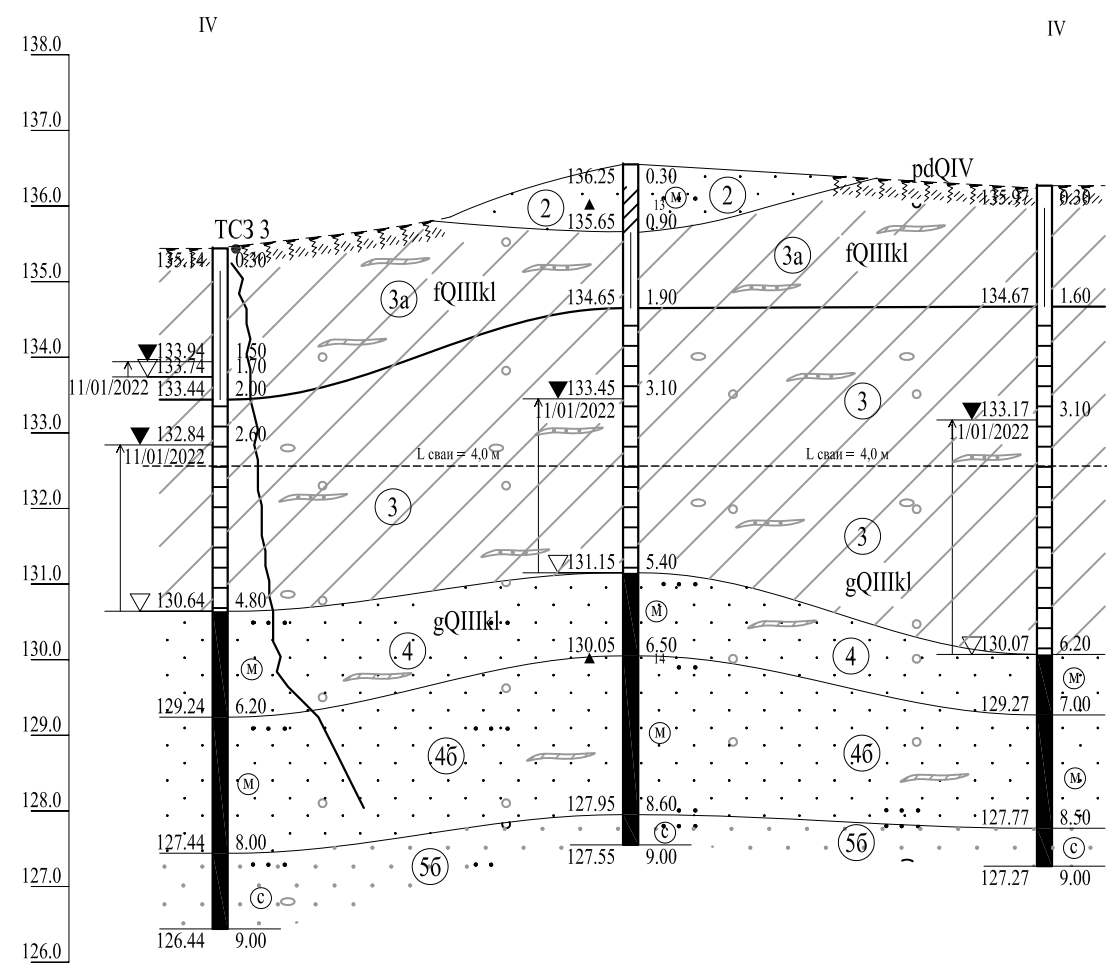 IV
IV
138.0
137.0
136.0
135.0
134.0
133.0
132.0
131.0
130.0
129.0
128.0
127.0
126.0
ТСЗ 3
135.14 0.30
133.94 1.50
133.74 1.70
11/01/2022
133.44 2.00
132.84 2.60
11/01/2022
130.64 4.80
129.24 6.20
127.44 8.00
126.44 9.00
м
м
с
3а
fQIIIkl
3
L сваи = 4,0 м
gQIIIkl
4
4б
5б
2
136.25 0.30
13
м
135.65 0.90
2
134.65 1.90
133.45 3.10
11/01/2022
131.15 5.40
м
130.05 6.50
14
м
127.95 8.60
с
127.55 9.00
pdQIV
3а
fQIIIkl
3
L сваи = 4,0 м
3
gQIIIkl
4
4б
5б
135.97 0.30
134.67 1.60
133.17 3.10
11/01/2022
130.07 6.20
м
129.27 7.00
м
127.77 8.50
с
127.27 9.00